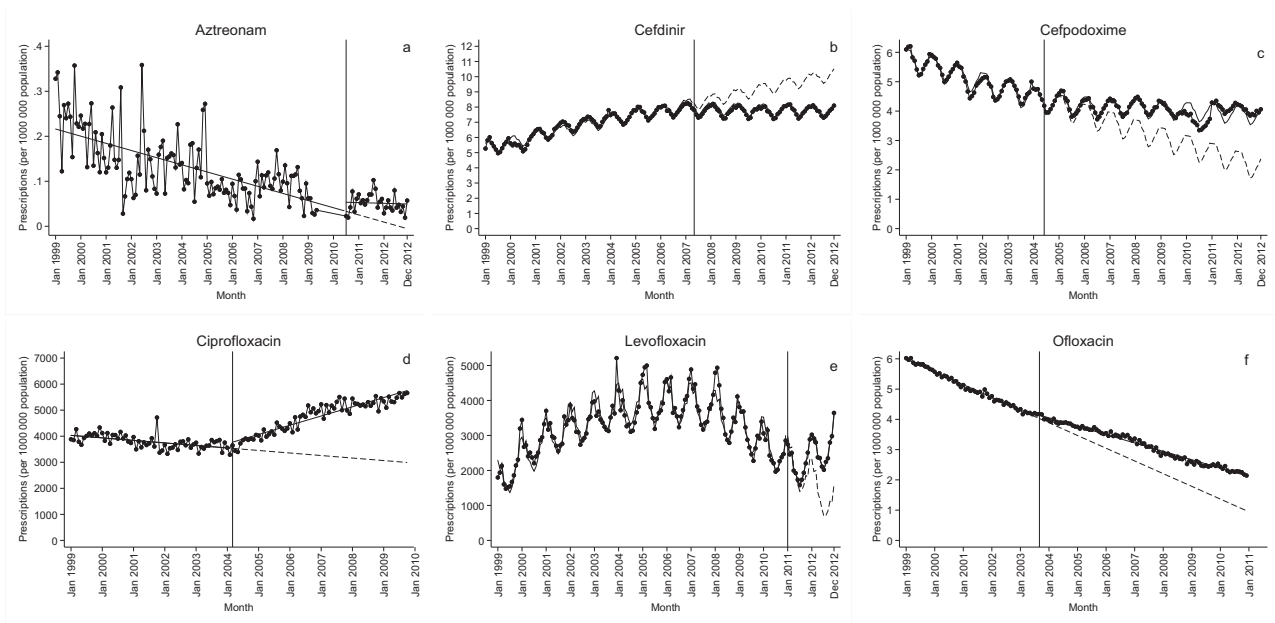 Aztreonam
a
Prescriptions (per 1000 000 population)
.4
.3
.2
.1
0
Jan 1999
Jan 2000
Jan 2001
Jan 2002
Jan 2003
Jan 2004
Jan 2005
Jan 2006
Jan 2007
Jan 2008
Jan 2009
Jan 2010
Jan 2011
Jan 2012
Dec 2012
Month
Cefdinir
b
Prescriptions (per 1000 000 population)
12
11
10
9
8
7
6
5
4
3
2
1
0
Jan 1999
Jan 2000
Jan 2001
Jan 2002
Jan 2003
Jan 2004
Jan 2005
Jan 2006
Jan 2007
Jan 2008
Jan 2009
Jan 2010
Jan 2011
Jan 2012
Dec 2012
Month
Cefpodoxime
c
Prescriptions (per 1000 000 population)
6
5
4
3
2
1
0
Jan 1999
Jan 2000
Jan 2001
Jan 2002
Jan 2003
Jan 2004
Jan 2005
Jan 2006
Jan 2007
Jan 2008
Jan 2009
Jan 2010
Jan 2011
Jan 2012
Dec 2012
Month
Ciprofloxacin
d
Prescriptions (per 1000 000 population)
7000
6000
5000
4000
3000
2000
1000
0
Jan 1999
Jan 2000
Jan 2001
Jan 2002
Jan 2003
Jan 2004
Jan 2005
Jan 2006
Jan 2007
Jan 2008
Jan 2009
Jan 2010
Month
Levofloxacin
e
Prescriptions (per 1000 000 population)
5000
4000
3000
2000
1000
0
Jan 1999
Jan 2000
Jan 2001
Jan 2002
Jan 2003
Jan 2004
Jan 2005
Jan 2006
Jan 2007
Jan 2008
Jan 2009
Jan 2010
Jan 2011
Jan 2012
Dec 2012
Month
Ofloxacin
f
Prescriptions (per 1000 000 population)
6
5
4
3
2
1
0
Jan 1999
Jan 2000
Jan 2001
Jan 2002
Jan 2003
Jan 2004
Jan 2005
Jan 2006
Jan 2007
Jan 2008
Jan 2009
Jan 2010
Jan 2011
Month